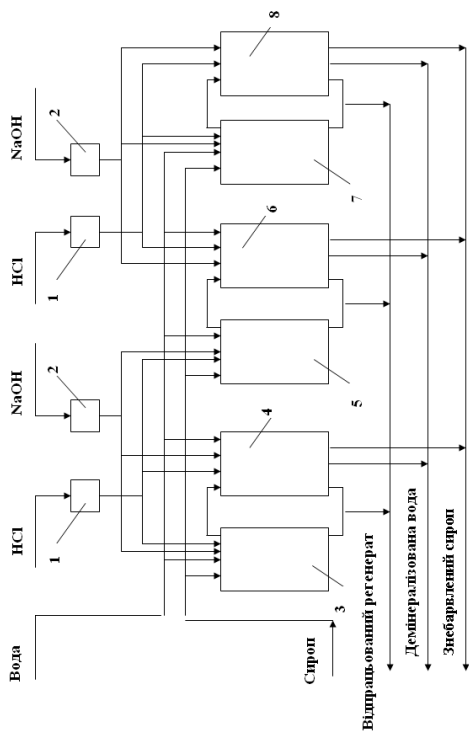 Вода
HCl
NaOH
HCl
NaOH
1
2
1
2
3
4
5
6
7
8
Сироп
Відпрацьований регенерат
Демінералізована вода
Знебарвлений сироп